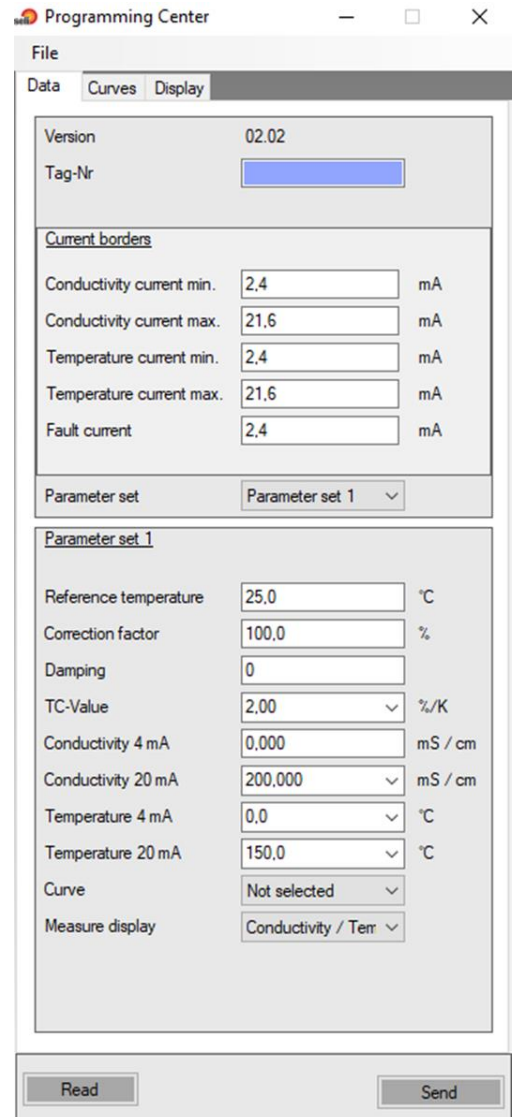 seli Programming Center
File
Data Curves Display
Version 02.02
Tag-Nr
Current borders
Conductivity current min. 2,4 mA
Conductivity current max. 21,6 mA
Temperature current min. 2,4 mA
Temperature current max. 21,6 mA
Fault current 2,4 mA
Parameter set Parameter set 1
Parameter set 1
Reference temperature 25,0 °C
Correction factor 100,0 %
Damping 0
TC-Value 2,00 %/K
Conductivity 4 mA 0,000 mS / cm
Conductivity 20 mA 200,000 mS / cm
Temperature 4 mA 0,0 °C
Temperature 20 mA 150,0 °C
Curve Not selected
Measure display Conductivity / Tem
Read Send